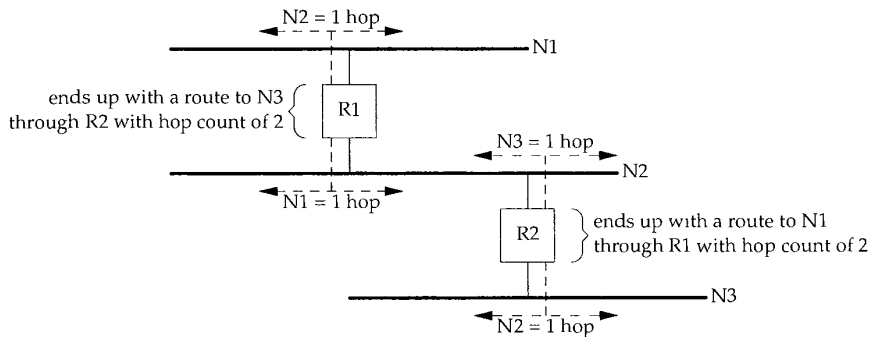 N2 = 1 hop
N1
ends up with a route to N3
through R2 with hop count of 2
R1
N3 = 1 hop
N2
N1 = 1 hop
R2
ends up with a route to N1
through R1 with hop count of 2
N3
N2 = 1 hop